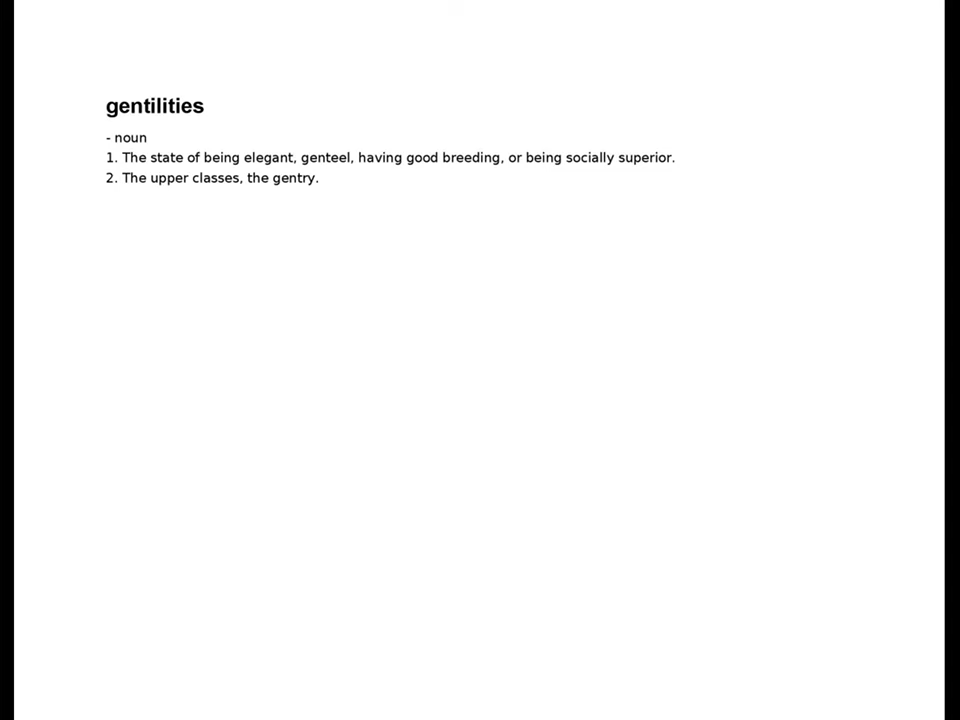 gentilities
- noun
1. The state of being elegant, genteel, having good breeding, or being socially superior.
2. The upper classes, the gentry.